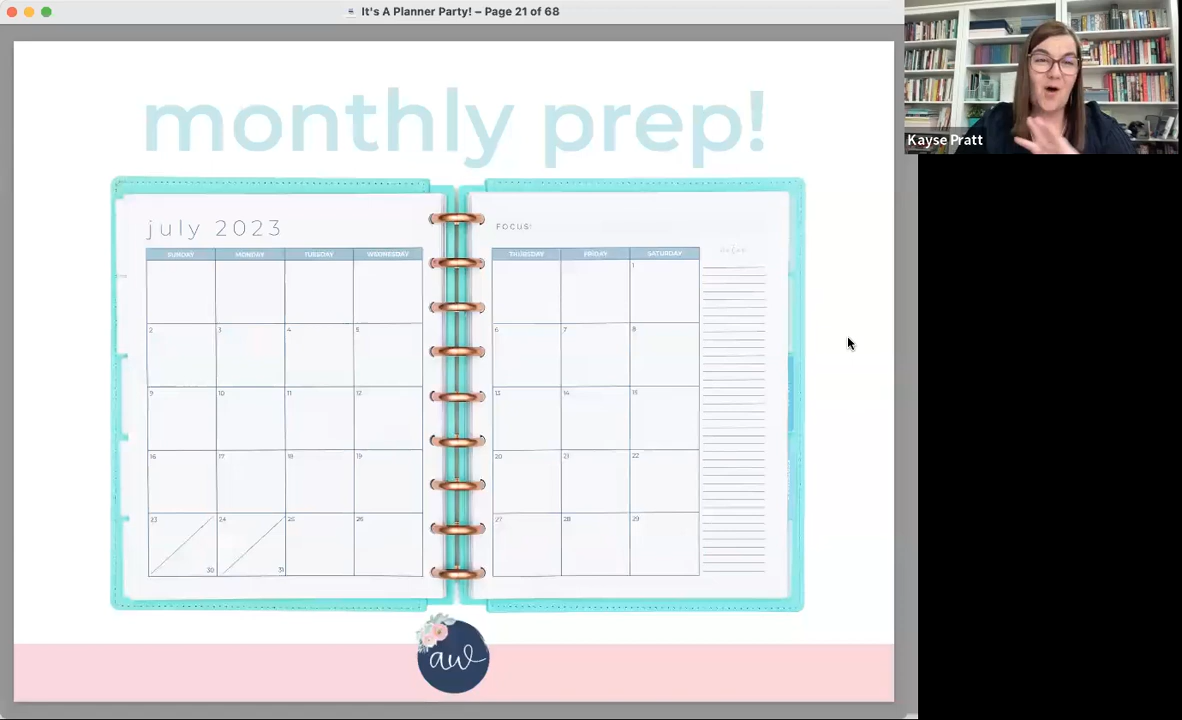 It's A Planner Party! – Page 21 of 68
Kayse Pratt
monthly prep!
july 2023
FOCUS:
notes
SUNDAY MONDAY TUESDAY WEDNESDAY THURSDAY FRIDAY SATURDAY
1
2 3 4 5 6 7 8
9 10 11 12 13 14 15
16 17 18 19 20 21 22
23 30 24 31 25 26 27 28 29
aw